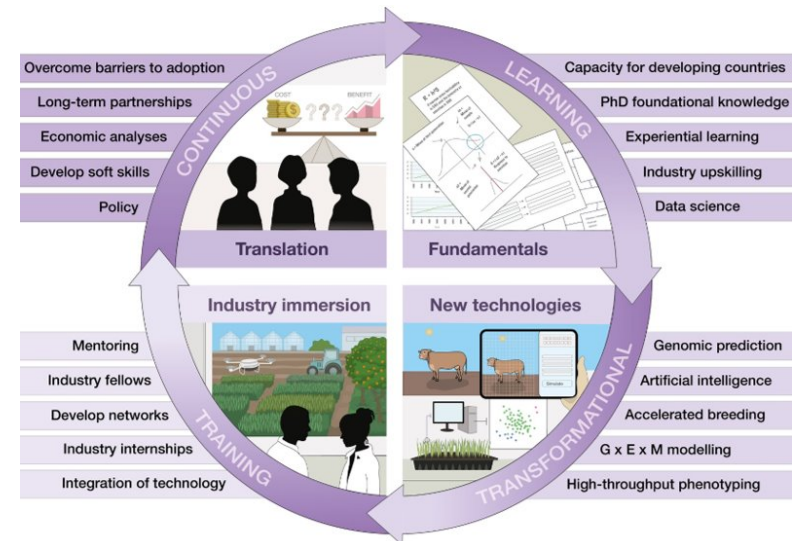 Overcome barriers to adoption
Long-term partnerships
Economic analyses
Develop soft skills
Policy
CONTINUOUS
COST
BENEFIT
???
Translation
LEARNING
Fundamentals
Capacity for developing countries
PhD foundational knowledge
Experiential learning
Industry upskilling
Data science
Industry immersion
New technologies
Mentoring
Industry fellows
Develop networks
Industry internships
Integration of technology
TRAINING
TRANSFORMATIONAL
Genomic prediction
Artificial intelligence
Accelerated breeding
G x E x M modelling
High-throughput phenotyping